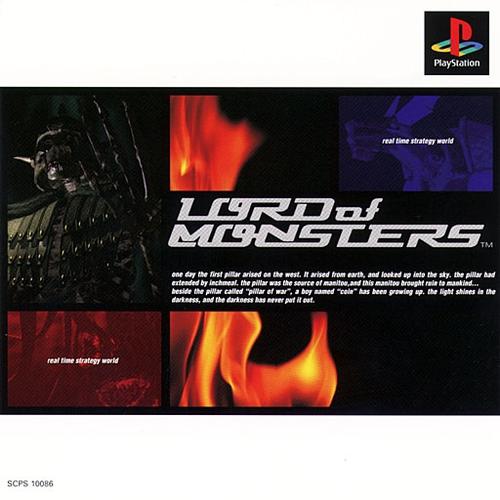 PlayStation
real time strategy world
LORD of
MONSTERS™
one day the first pillar arised on the west. It arised from earth, and looked up into the sky. the pillar had
extended by inchmeal. the pillar was the source of manitou,and this manitou brought ruin to mankind...
beside the pillar called "pillar of war", a boy named "coin" has been growing up. the light shines in the
darkness, and the darkness has never put it out.
real time strategy world
SCPS 10086